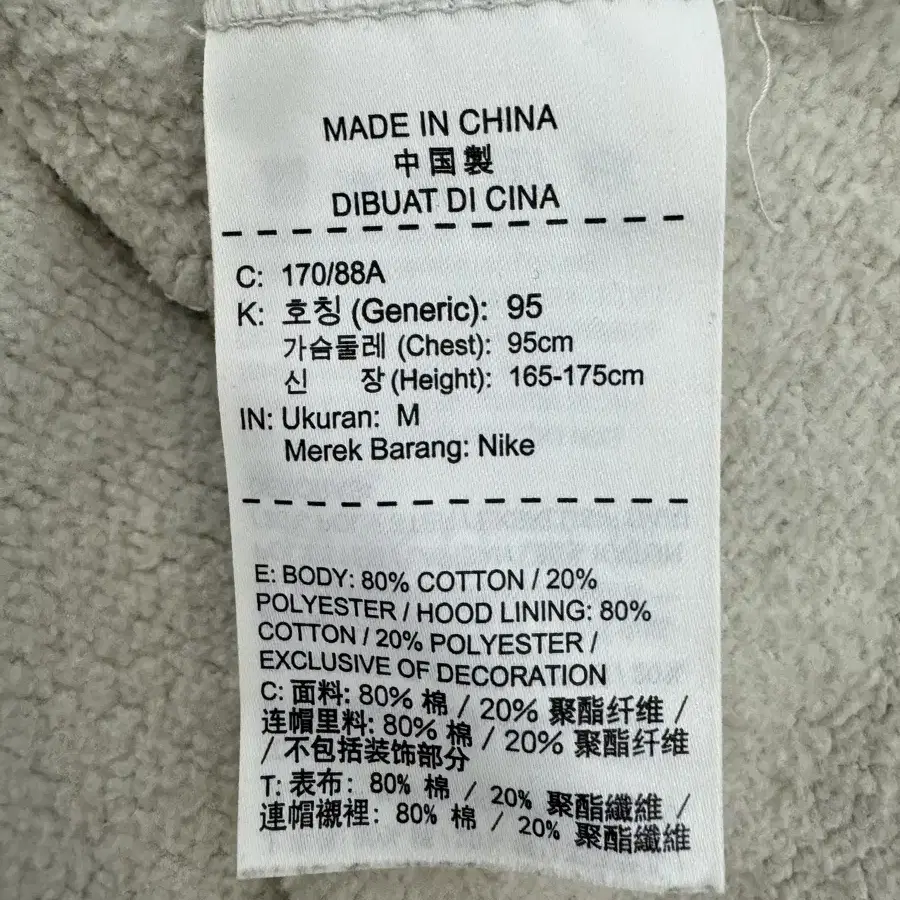 MADE IN CHINA
中国製
DIBUAT DI CINA
C: 170/88A
K: 호칭 (Generic): 95
가슴둘레 (Chest): 95cm
신 장 (Height): 165-175cm
IN: Ukuran: M
Merek Barang: Nike
E: BODY: 80% COTTON / 20%
POLYESTER / HOOD LINING: 80%
COTTON / 20% POLYESTER /
EXCLUSIVE OF DECORATION
C: 面料: 80% 棉 / 20% 聚酯纤维 /
连帽里料: 80% 棉 / 20% 聚酯纤维
/ 不包括装饰部分
T: 表布: 80% 棉 / 20% 聚酯纖維 /
連帽襯裡: 80% 棉 / 20% 聚酯纖維